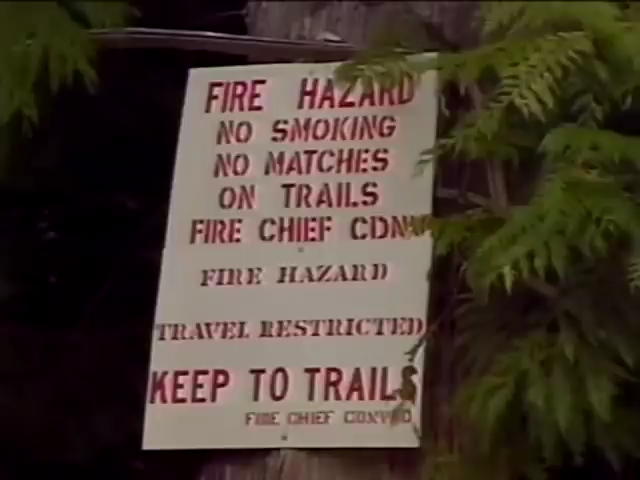 FIRE HAZARD
NO SMOKING
NO MATCHES
ON TRAILS
FIRE CHIEF
FIRE HAZARD
TRAVEL RESTRICTED
KEEP TO TRAILS
FIRE CHIEF